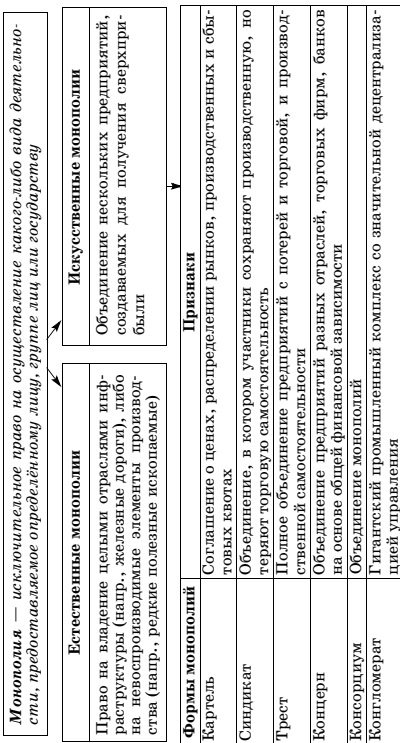 Монополия — исключительное право на осуществление какого-либо вида деятельно-
сти, предоставляемое определённому лицу, группе лиц или государству
Естественные монополии
Право на владение целыми отраслями инф-
раструктуры (напр., железные дороги), либо
на невоспроизводимые элементы производ-
ства (напр., редкие полезные ископаемые)
Искусственные монополии
Объединение нескольких предприятий,
создаваемых для получения сверхпри-
были
Формы монополий
Признаки
Картель
Соглашение о ценах, распределении рынков, производственных и сбы-
товых квотах
Синдикат
Объединение, в котором участники сохраняют производственную, но
теряют торговую самостоятельность
Трест
Полное объединение предприятий с потерей и торговой, и производ-
ственной самостоятельности
Концерн
Объединение предприятий разных отраслей, торговых фирм, банков
на основе общей финансовой зависимости
Консорциум
Объединение монополий
Конгломерат
Гигантский промышленный комплекс со значительной децентрализа-
цией управления